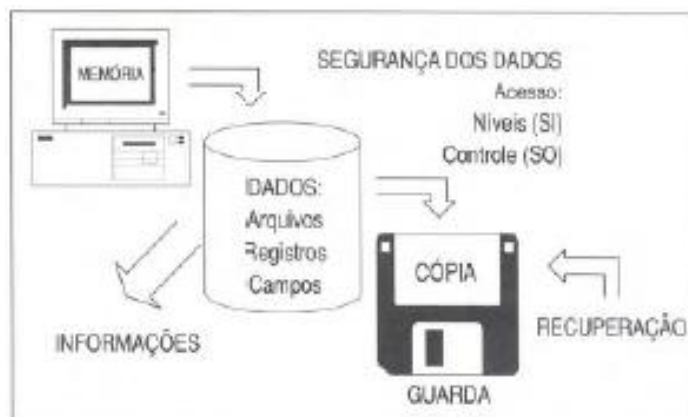 MEMÓRIA
SEGURANÇA DOS DADOS
Acesso:
Níveis (SI)
Controle (SO)
DADOS:
Arquivos
Registros
Campos
CÓPIA
INFORMAÇÕES
RECUPERAÇÃO
GUARDA